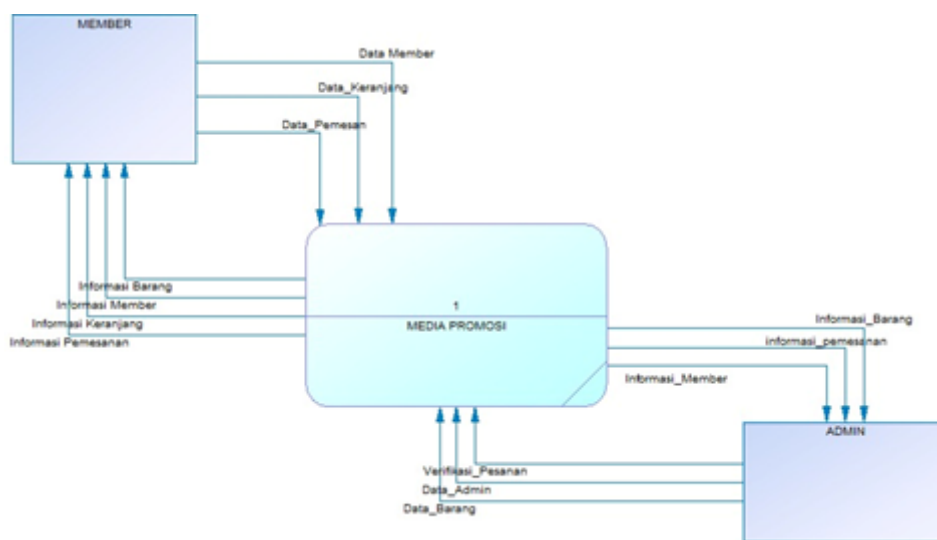 MEMBER
Data Member
Data_Keranjang
Data_Pemesan
Informasi Barang
Informasi Member
Informasi Keranjang
Informasi Pemesanan
1
MEDIA PROMOSI
Informasi_Barang
informasi_pemesanan
Informasi_Member
ADMIN
Verifikasi_Pesanan
Data_Admin
Data_Barang